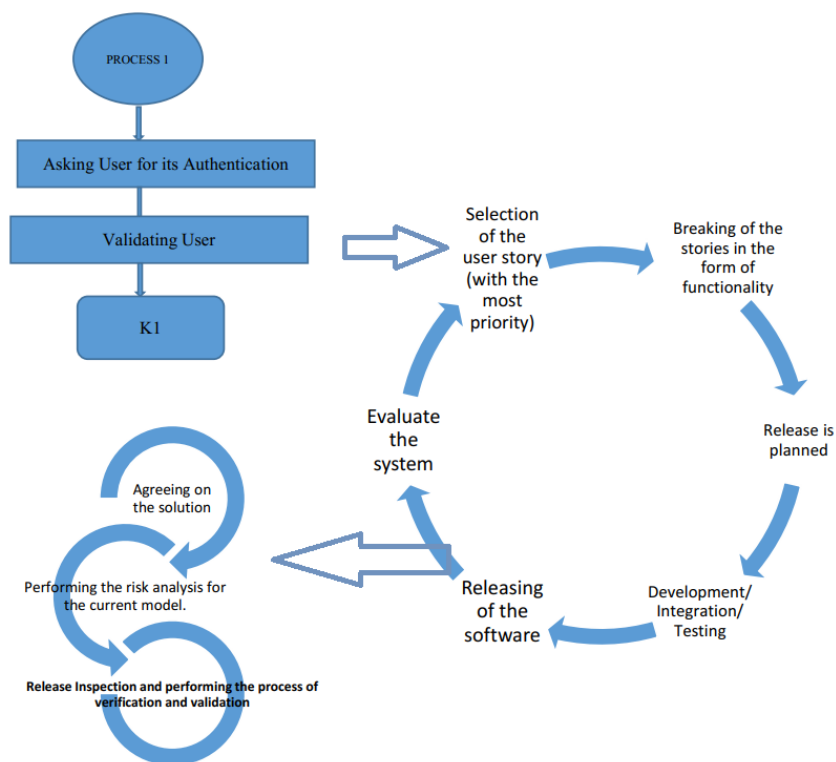 PROCESS 1
Asking User for its Authentication
Validating User
K1
Selection
of the
user story
(with the
most
priority)
Breaking of the
stories in the
form of
functionality
Release is
planned
Development/
Integration/
Testing
Releasing
of the
software
Evaluate
the
system
Agreeing on
the solution
Performing the risk analysis for
the current model.
Release Inspection and performing the process of
verification and validation